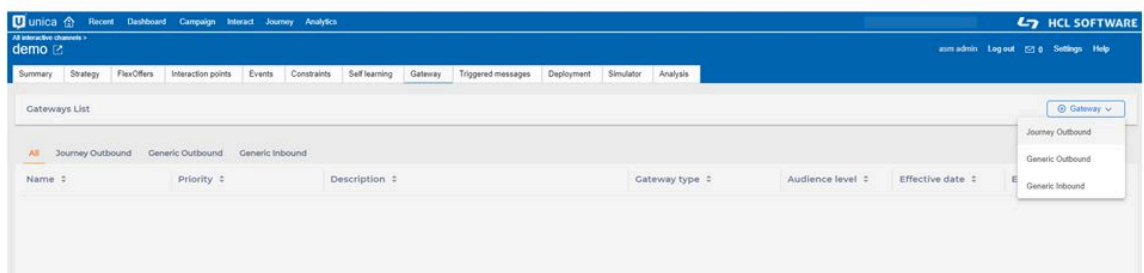 unica Recent Dashboard Campaign Interact Journey Analytics HCL SOFTWARE
All interactive channels >
demo asm admin Log out 0 Settings Help
Summary Strategy FlexOffers Interaction points Events Constraints Self learning Gateway Triggered messages Deployment Simulator Analysis
Gateways List Gateway
Journey Outbound
All Journey Outbound Generic Outbound Generic Inbound
Generic Outbound
Name Priority Description Gateway type Audience level Effective date E
Generic Inbound